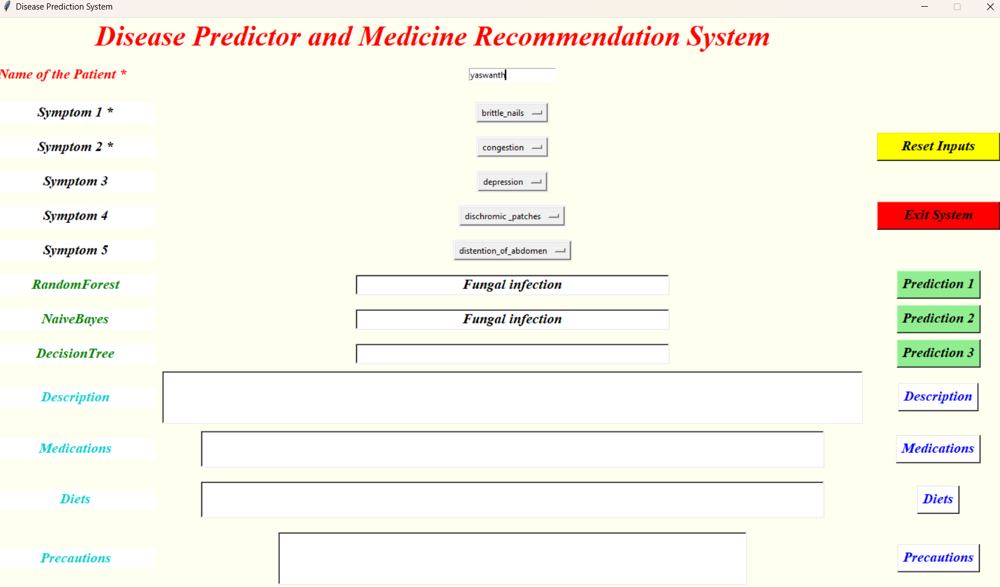 Disease Prediction System
Disease Predictor and Medicine Recommendation System
Name of the Patient * yaswanth
Symptom 1 * brittle_nails
Symptom 2 * congestion Reset Inputs
Symptom 3 depression
Symptom 4 dischromic _patches Exit System
Symptom 5 distention_of_abdomen
RandomForest Fungal infection Prediction 1
NaiveBayes Fungal infection Prediction 2
DecisionTree Prediction 3
Description Description
Medications Medications
Diets Diets
Precautions Precautions